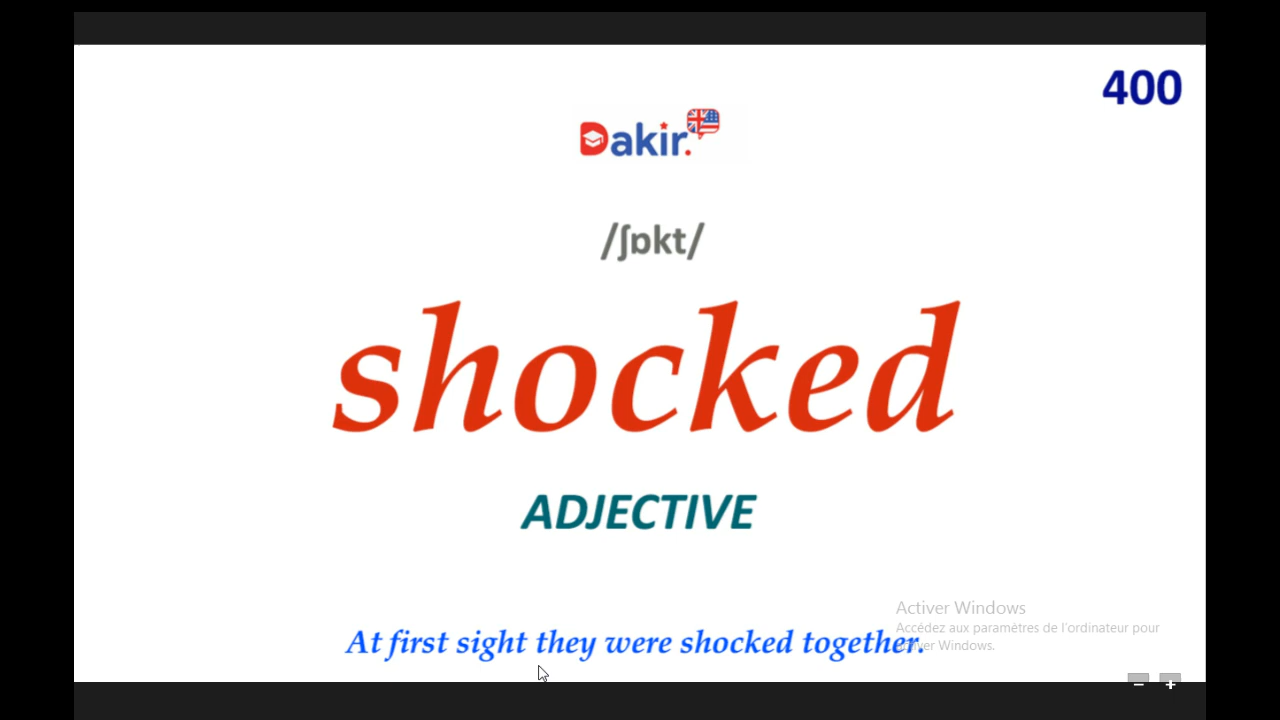 400
Dakir.
/ʃɒkt/
shocked
ADJECTIVE
Activer Windows
Accédez aux paramètres de l'ordinateur pour
activer Windows.
At first sight they were shocked together.